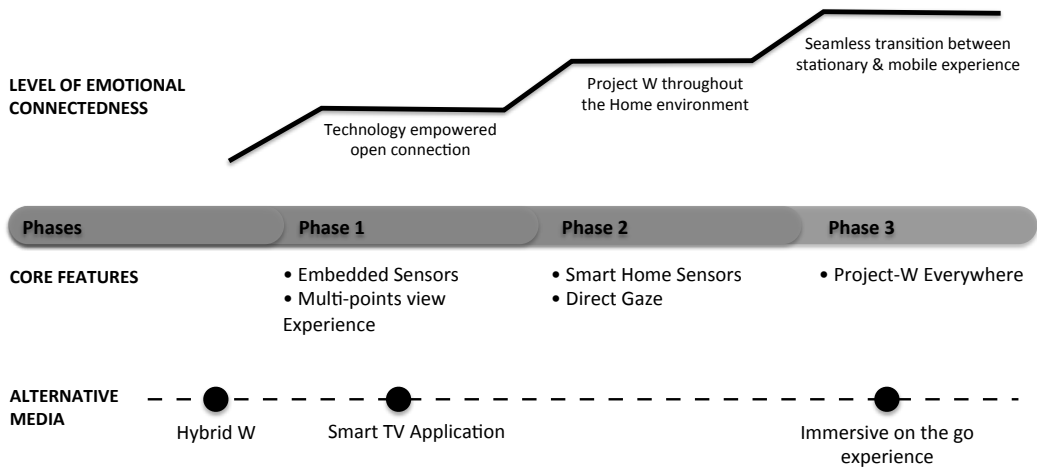 LEVEL OF EMOTIONAL
CONNECTEDNESS
Technology empowered
open connection
Project W throughout
the Home environment
Seamless transition between
stationary & mobile experience
Phases
Phase 1
Phase 2
Phase 3
CORE FEATURES
• Embedded Sensors
• Multi-points view
Experience
• Smart Home Sensors
• Direct Gaze
• Project-W Everywhere
ALTERNATIVE
MEDIA
Hybrid W
Smart TV Application
Immersive on the go
experience